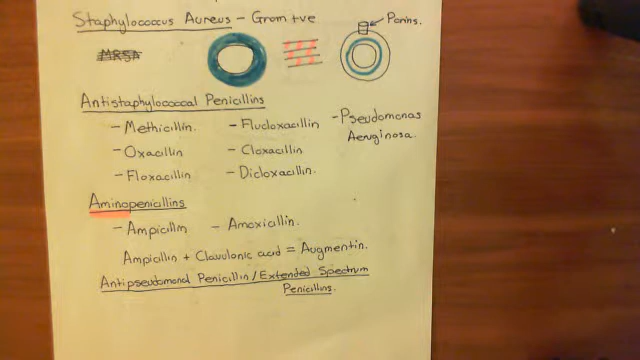 Staphylococcus Aureus - Gram +ve
Porins.
MRSA
Antistaphylococcal Penicillins
- Methicillin. - Flucloxacillin - Pseudomonas
Aeruginosa.
- Oxacillin - Cloxacillin
- Floxacillin - Dicloxacillin.
Aminopenicillins
- Ampicillin - Amoxicillin.
Ampicillin + Clavulonic acid = Augmentin.
Antipseudomonal Penicillin / Extended Spectrum
Penicillins.